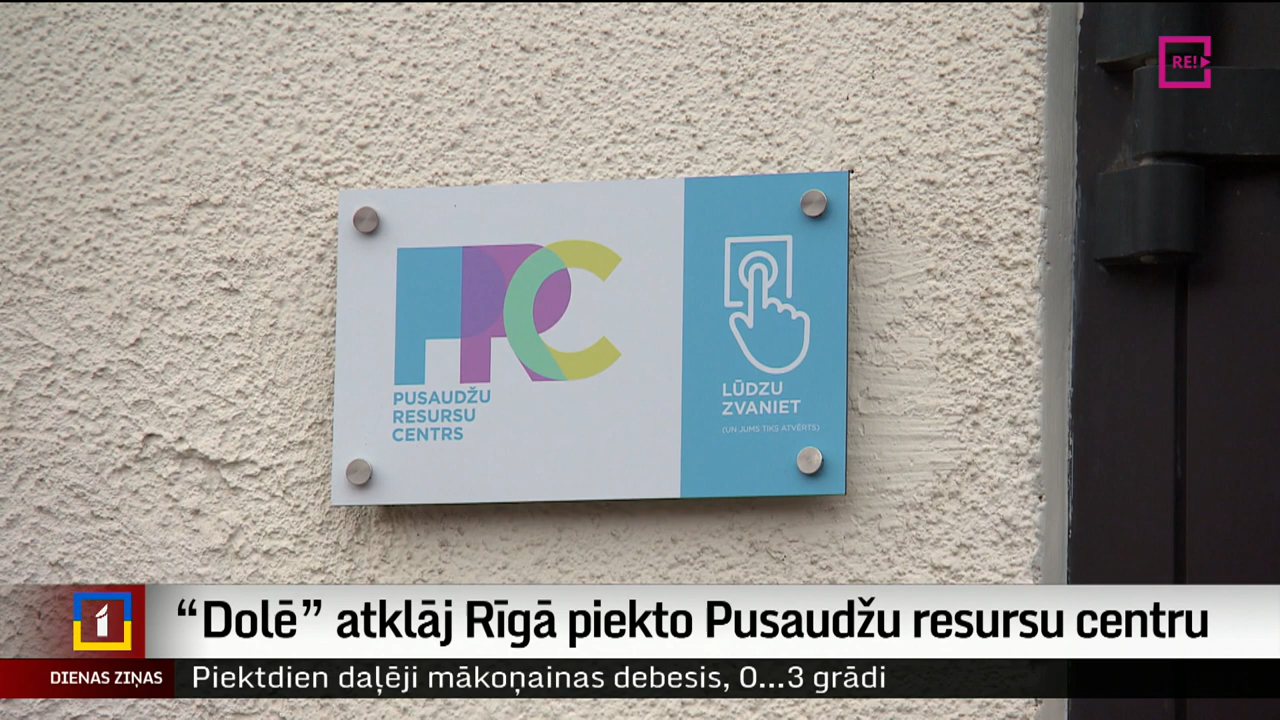 RE!
PRC
PUSAUDŽU
RESURSU
CENTRS
LŪDZU
ZVANIET
(UN JUMS TIKS ATVĒRTS)
1
“Dolē” atklāj Rīgā piekto Pusaudžu resursu centru
DIENAS ZIŅAS
Piektdien daļēji mākoņainas debesis, 0...3 grādi